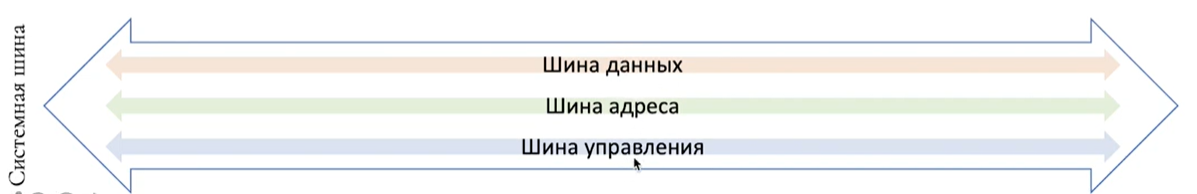 Системная шина
Шина данных
Шина адреса
Шина управления